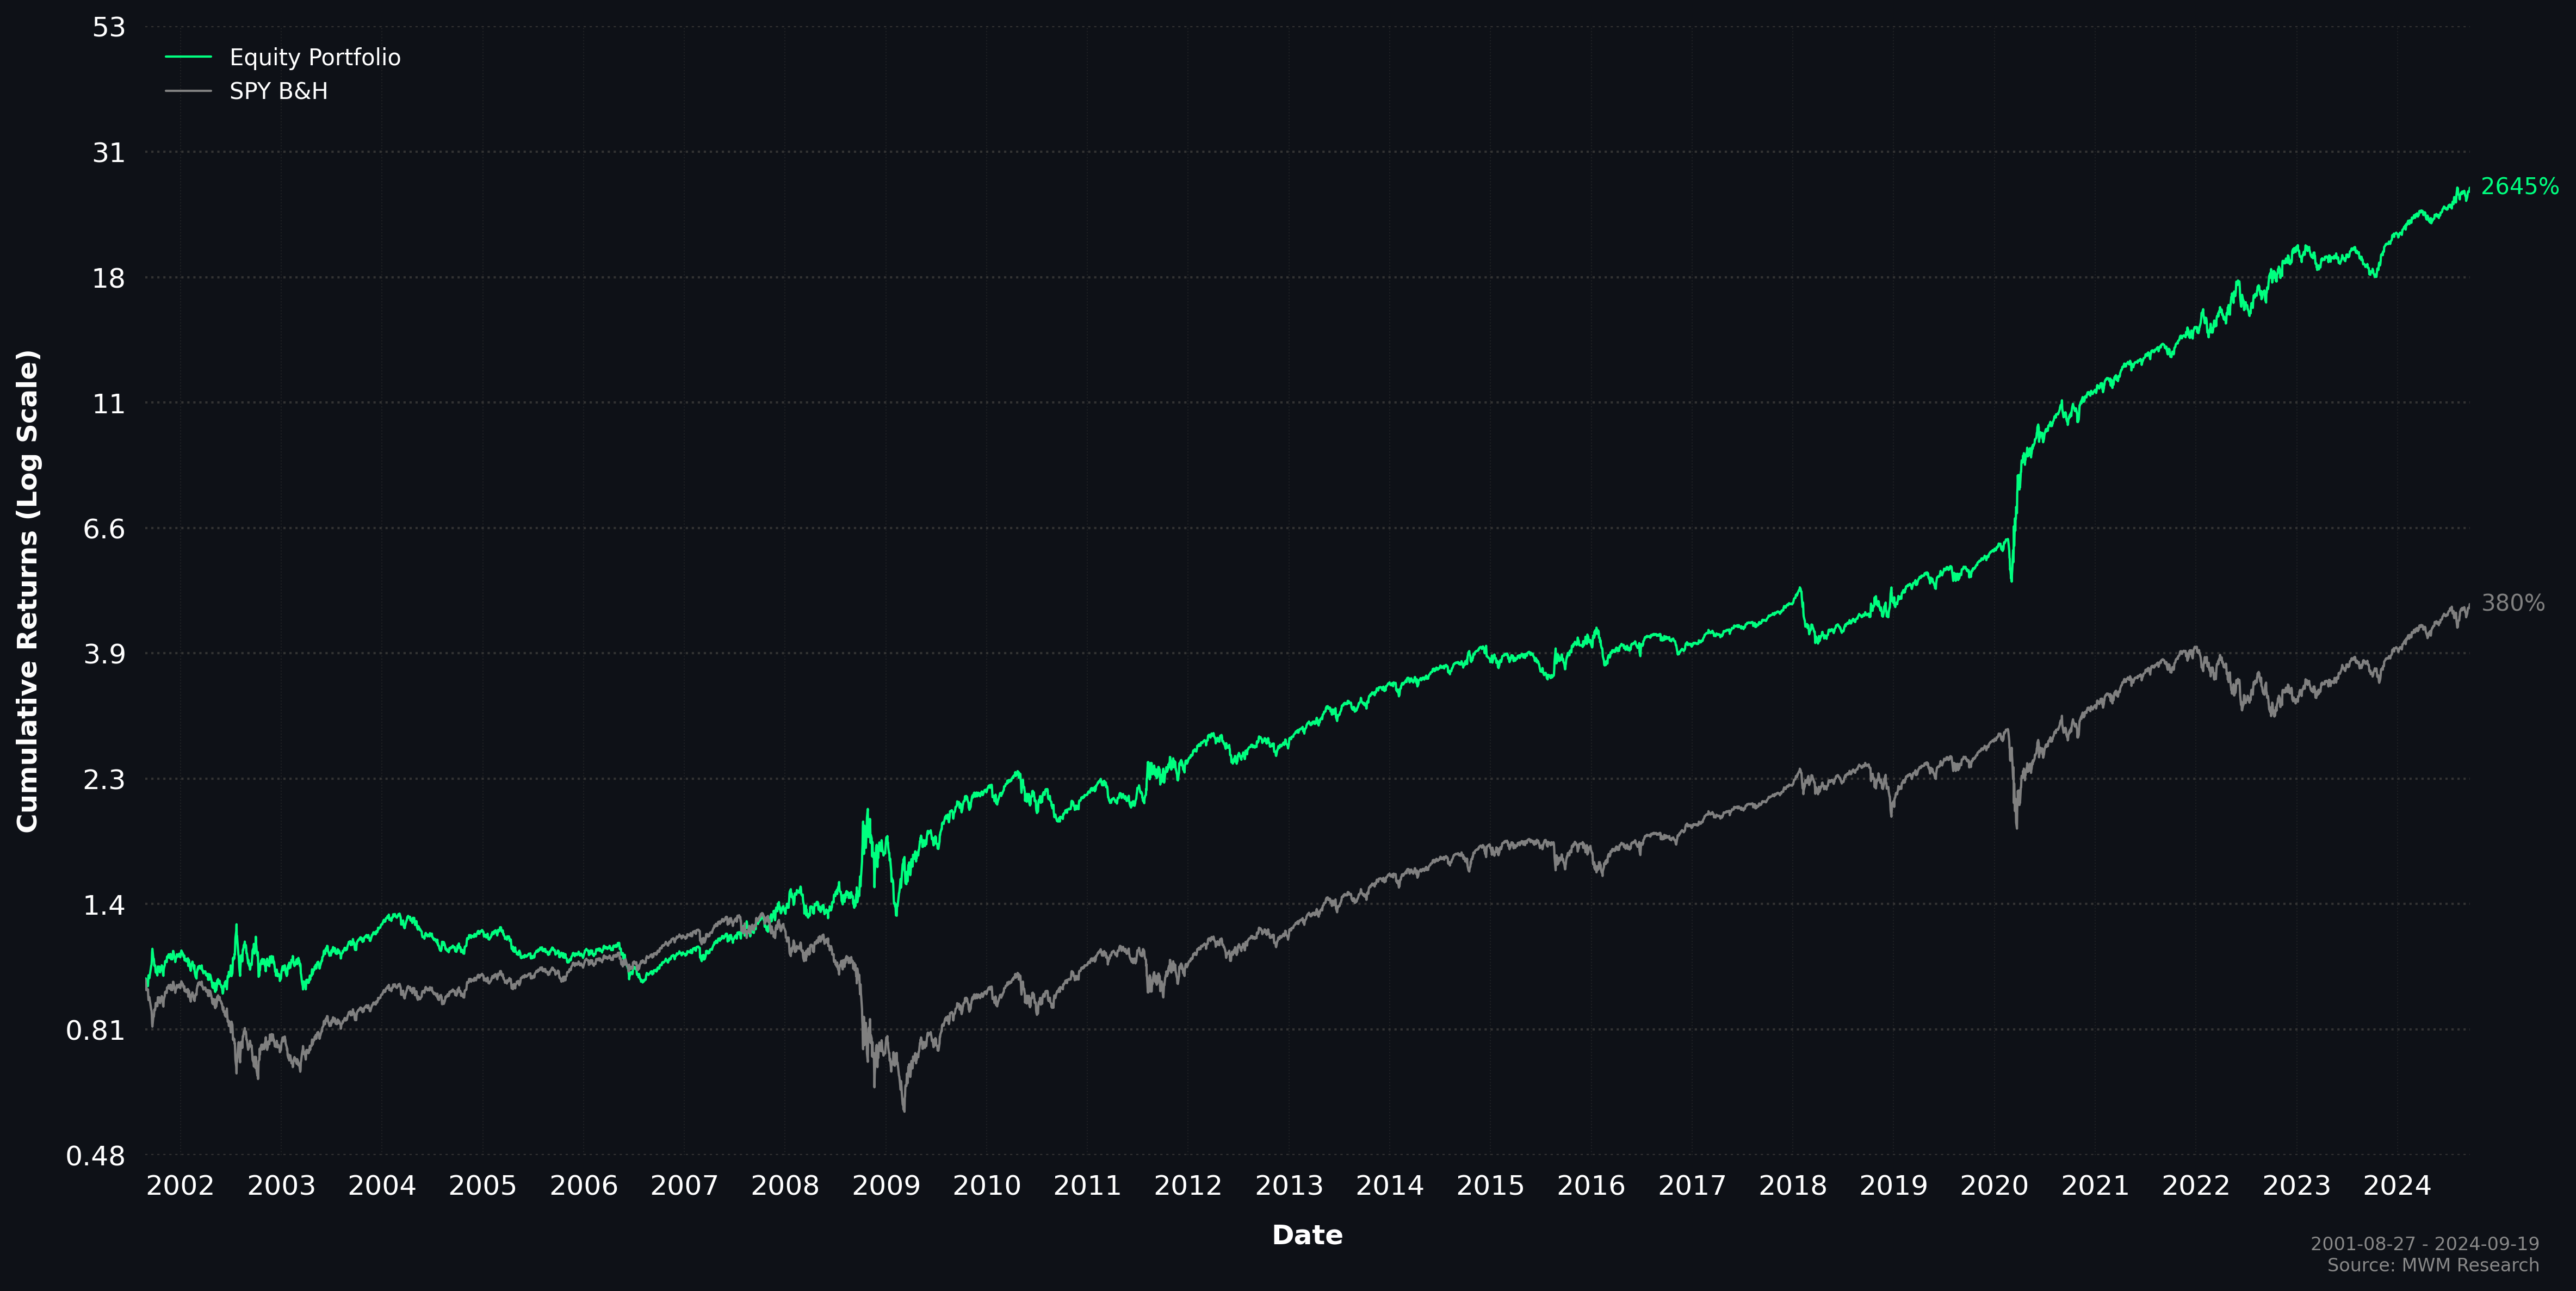 53
Equity Portfolio
SPY B&H
31
2645%
18
11
6.6
380%
3.9
2.3
1.4
0.81
0.48
Cumulative Returns (Log Scale)
2002 2003 2004 2005 2006 2007 2008 2009 2010 2011 2012 2013 2014 2015 2016 2017 2018 2019 2020 2021 2022 2023 2024
Date
2001-08-27 - 2024-09-19
Source: MWM Research